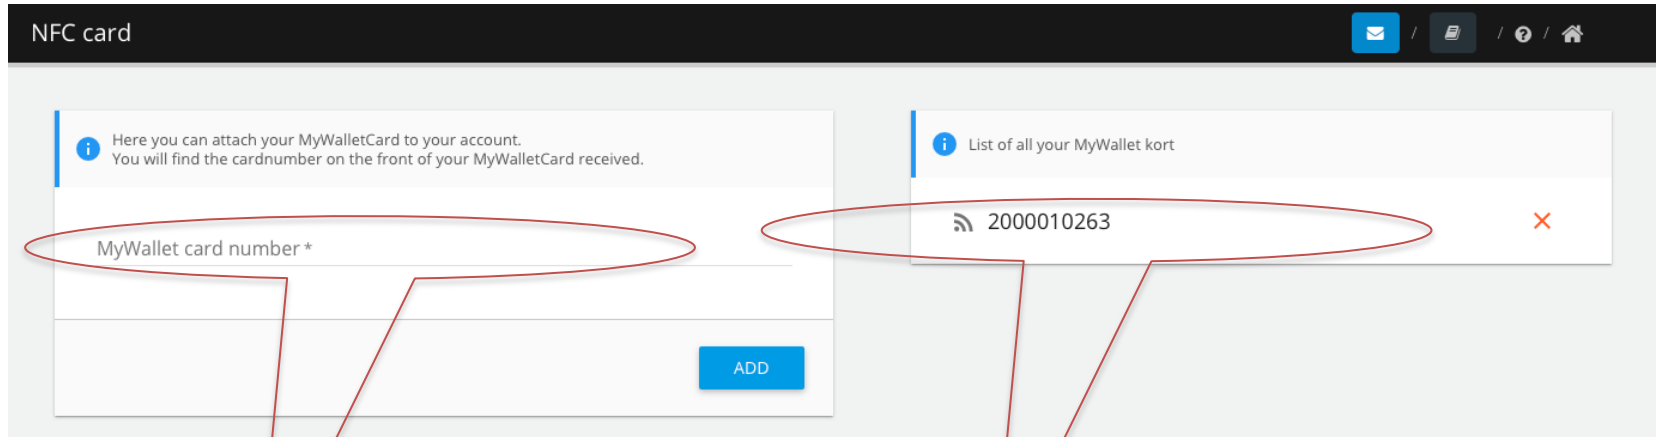 NFC card
/ / /
Here you can attach your MyWalletCard to your account.
You will find the cardnumber on the front of your MyWalletCard received.
MyWallet card number *
ADD
List of all your MyWallet kort
2000010263